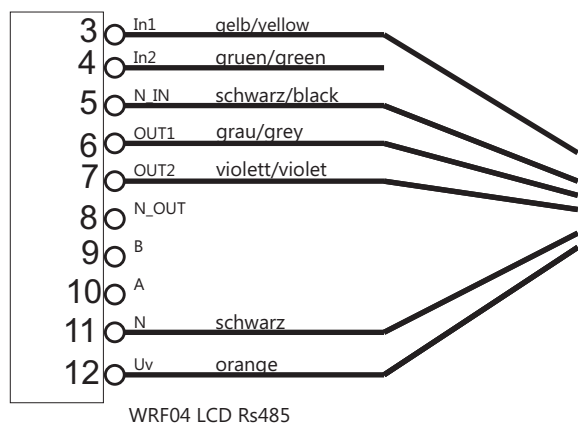 3 In1 gelb/yellow
4 In2 gruen/green
5 N_IN schwarz/black
6 OUT1 grau/grey
7 OUT2 violett/violet
8 N_OUT
9 B
10 A
11 N schwarz
12 Uv orange
WRF04 LCD Rs485